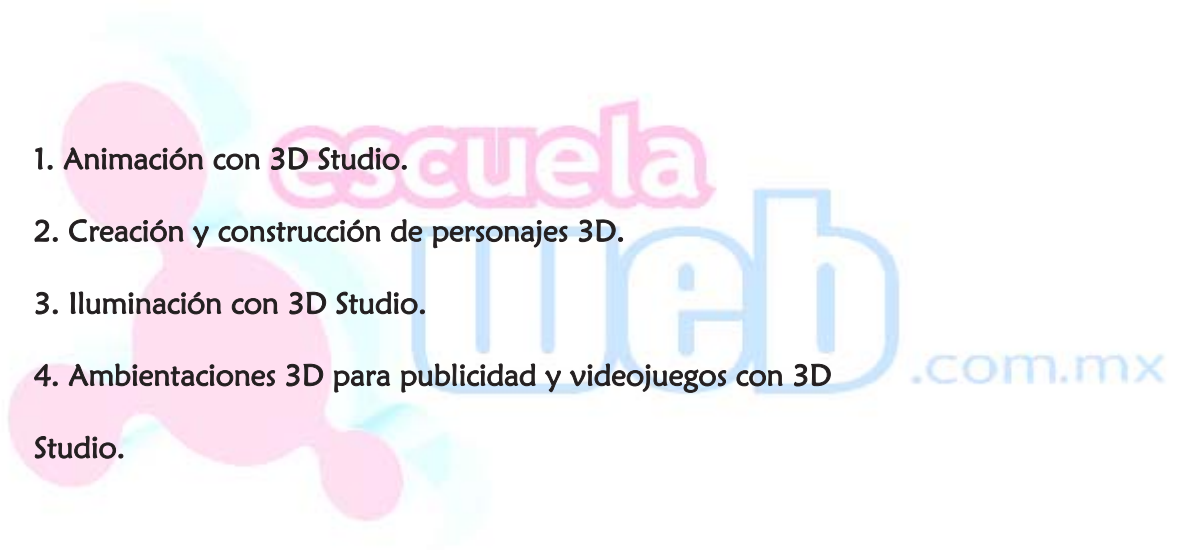 escuela
web
.com.mx
1. Animación con 3D Studio.
2. Creación y construcción de personajes 3D.
3. Iluminación con 3D Studio.
4. Ambientaciones 3D para publicidad y videojuegos con 3D
Studio.